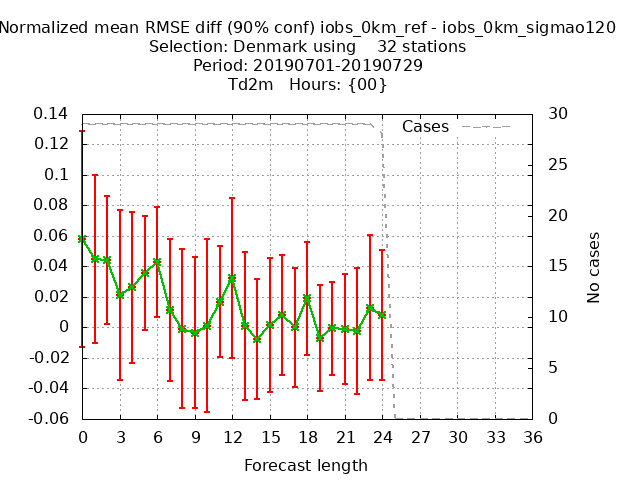 Normalized mean RMSE diff (90% conf) iobs_0km_ref - iobs_0km_sigmao120
Selection: Denmark using    32 stations
Period: 20190701-20190729
Td2m   Hours: {00}
Cases
0.14
0.12
0.1
0.08
0.06
0.04
0.02
0
-0.02
-0.04
-0.06
30
25
20
15
10
5
0
No cases
0 3 6 9 12 15 18 21 24 27 30 33 36
Forecast length